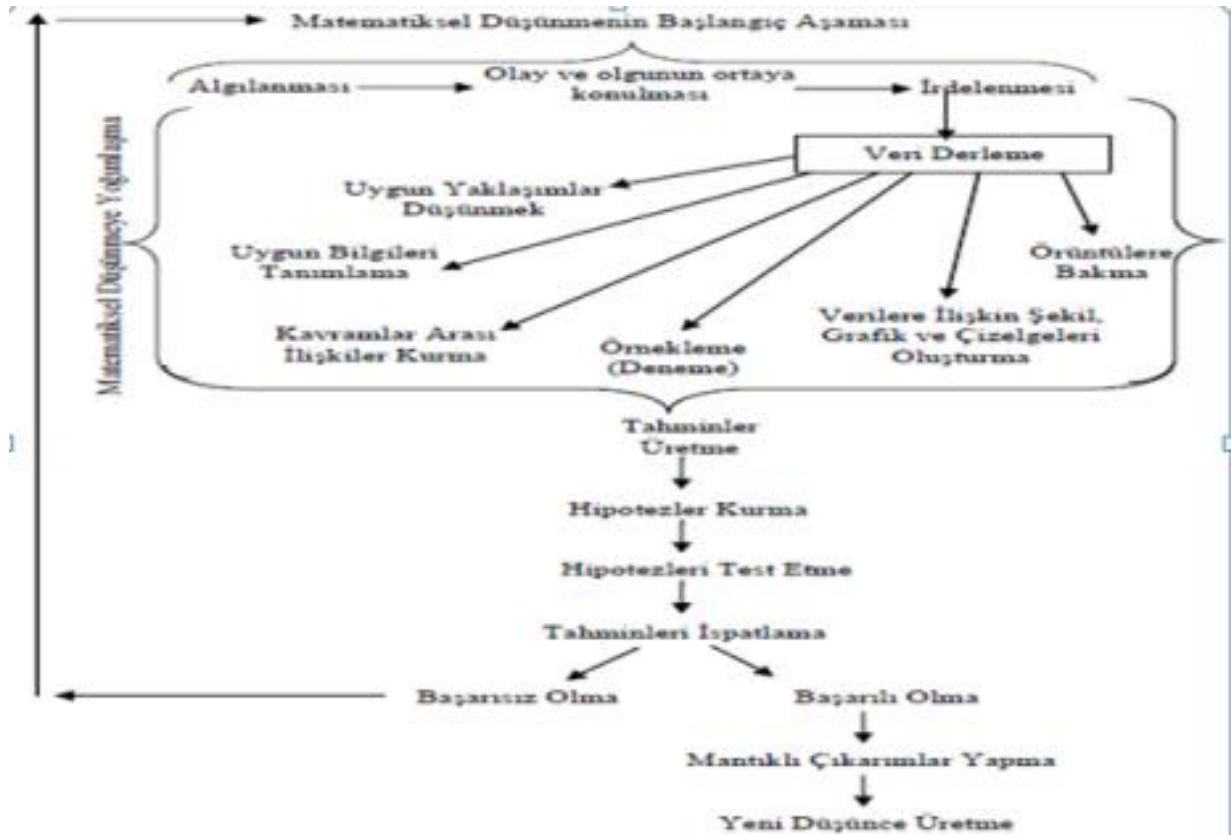 Matematiksel Düşünmenin Başlangıç Aşaması
Algılanması
Olay ve olgunun ortaya
konulması
İrdelenmesi
Matematiksel Düşünmeye Yoğunlaşma
Veri Derleme
Uygun Yaklaşımlar
Düşünmek
Uygun Bilgileri
Tanımlama
Kavramlar Arası
İlişkiler Kurma
Örnekleme
(Deneme)
Verilere İlişkin Şekil,
Grafik ve Çizelgeleri
Oluşturma
Örüntülere
Bakma
Tahminler
Üretme
Hipotezler Kurma
Hipotezleri Test Etme
Tahminleri İspatlama
Başarısız Olma
Başarılı Olma
Mantıklı Çıkarımlar Yapma
Yeni Düşünce Üretme